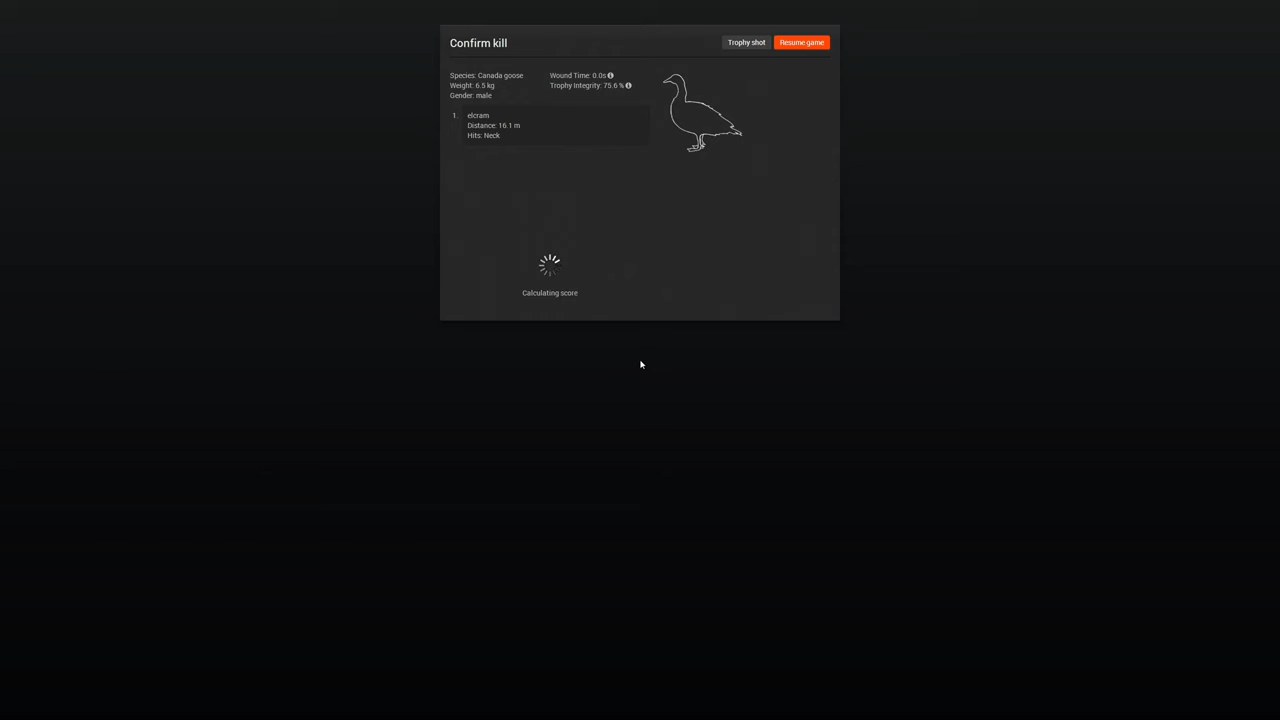 Confirm kill
Trophy shot
Resume game
Species: Canada goose
Weight: 6.5 kg
Gender: male
Wound Time: 0.0s
Trophy Integrity: 75.6 %
1. elcram
Distance: 16.1 m
Hits: Neck
Calculating score